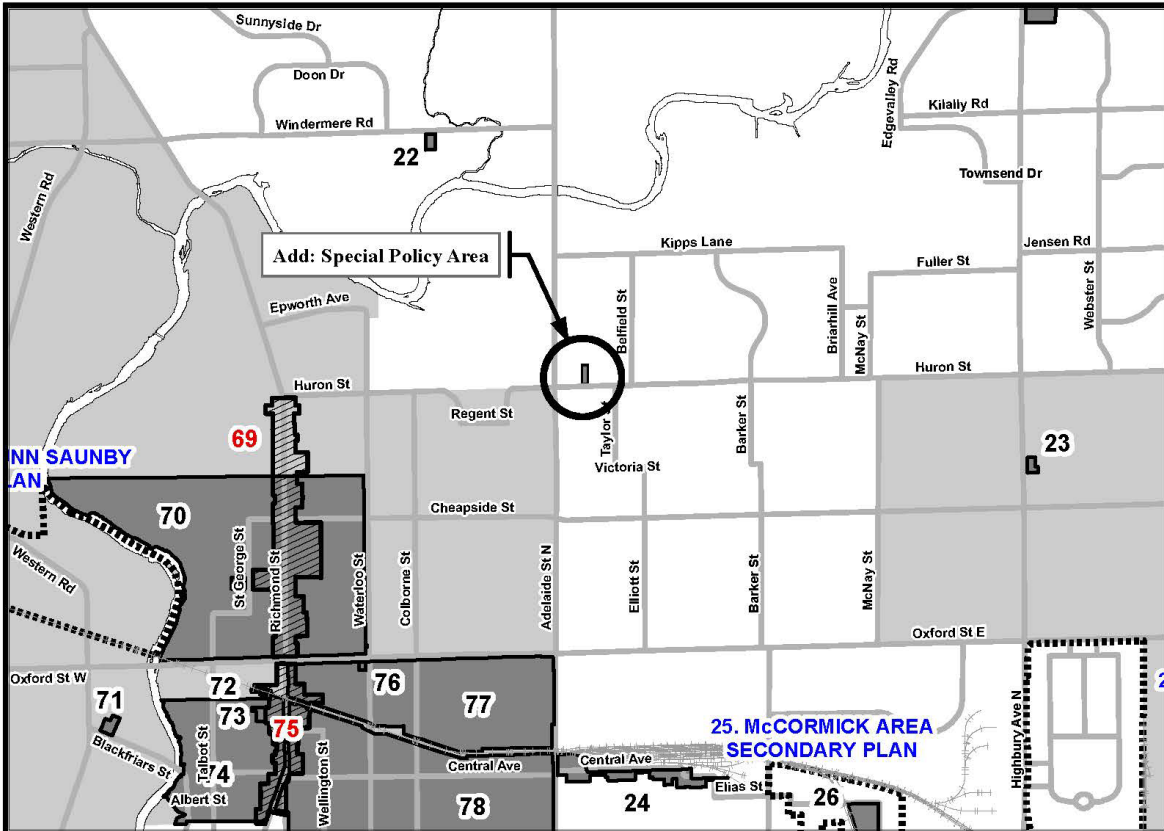 Sunnyside Dr
Doon Dr
Windermere Rd
22
Edgevalley Rd
Kilally Rd
Townsend Dr
Western Rd
Add: Special Policy Area
Kipps Lane
Jensen Rd
Fuller St
Epworth Ave
Belfield St
Briarhill Ave
McNay St
Webster St
Huron St
Huron St
Regent St
Taylor St
Barker St
69
23
NN SAUNBY
LAN
Victoria St
70
Cheapside St
St George St
Richmond St
Waterloo St
Colborne St
Adelaide St N
Elliott St
Barker St
McNay St
Western Rd
Oxford St E
Oxford St W
72
76
77
71
73
75
25. McCORMICK AREA
SECONDARY PLAN
2
Highbury Ave N
Blackfriars St
Talbot St
74
Wellington St
Central Ave
Central Ave
Albert St
78
24
Elias St
26